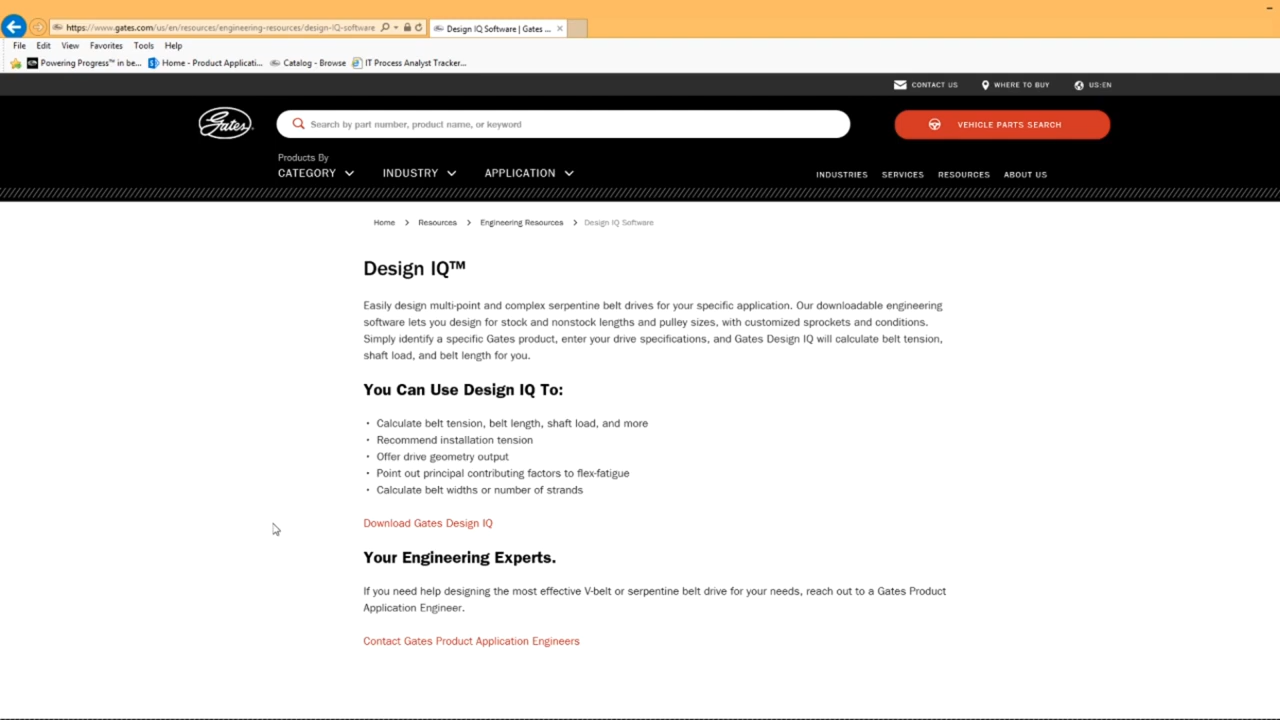 https://www.gates.com/us/en/resources/engineering-resources/design-IQ-software
Design IQ Software | Gates ...
File Edit View Favorites Tools Help
Powering Progress™ in be... Home - Product Applicati... Catalog - Browse IT Process Analyst Tracker...
CONTACT US WHERE TO BUY US:EN
Gates
Search by part number, product name, or keyword
VEHICLE PARTS SEARCH
Products By
CATEGORY INDUSTRY APPLICATION
INDUSTRIES SERVICES RESOURCES ABOUT US
Home > Resources > Engineering Resources > Design IQ Software
Design IQ™
Easily design multi-point and complex serpentine belt drives for your specific application. Our downloadable engineering
software lets you design for stock and nonstock lengths and pulley sizes, with customized sprockets and conditions.
Simply identify a specific Gates product, enter your drive specifications, and Gates Design IQ will calculate belt tension,
shaft load, and belt length for you.
You Can Use Design IQ To:
• Calculate belt tension, belt length, shaft load, and more
• Recommend installation tension
• Offer drive geometry output
• Point out principal contributing factors to flex-fatigue
• Calculate belt widths or number of strands
Download Gates Design IQ
Your Engineering Experts.
If you need help designing the most effective V-belt or serpentine belt drive for your needs, reach out to a Gates Product
Application Engineer.
Contact Gates Product Application Engineers